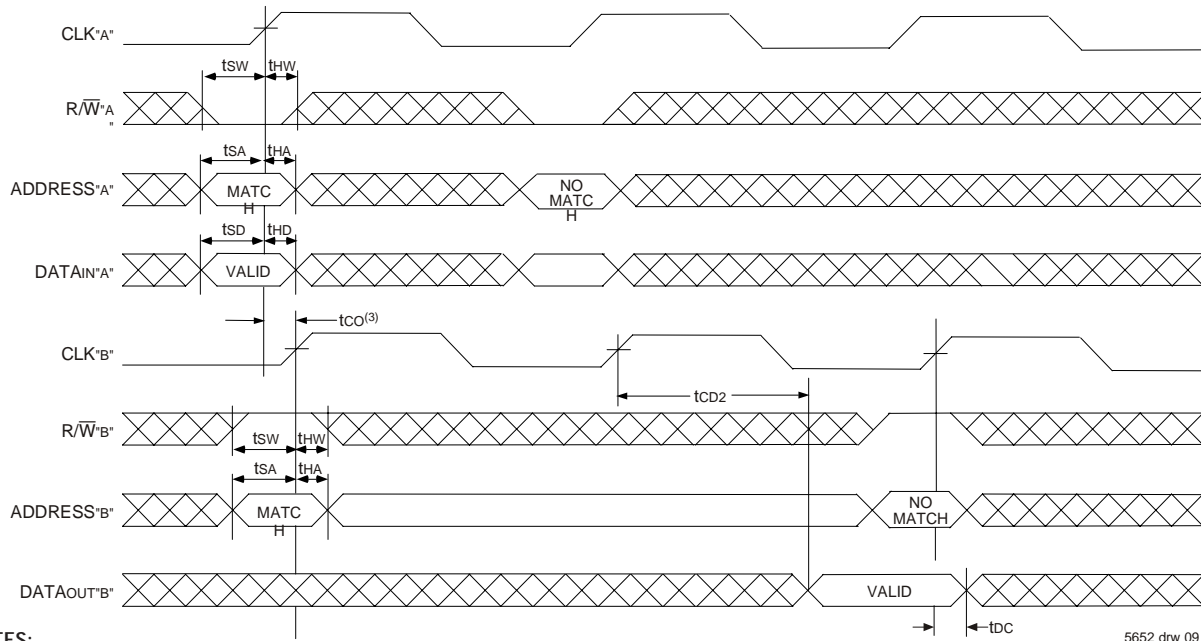 CLK"A"
tSW tHW
R/W̅"A
"
tSA tHA
ADDRESS"A" MATC
H
NO
MATC
H
tSD tHD
DATAIN"A" VALID
tCO(3)
CLK"B"
tCD2
R/W̅"B"
tSW tHW
tSA tHA
ADDRESS"B" MATC
H
NO
MATCH
DATAOUT"B" VALID
tDC
TES:
5652 drw 09